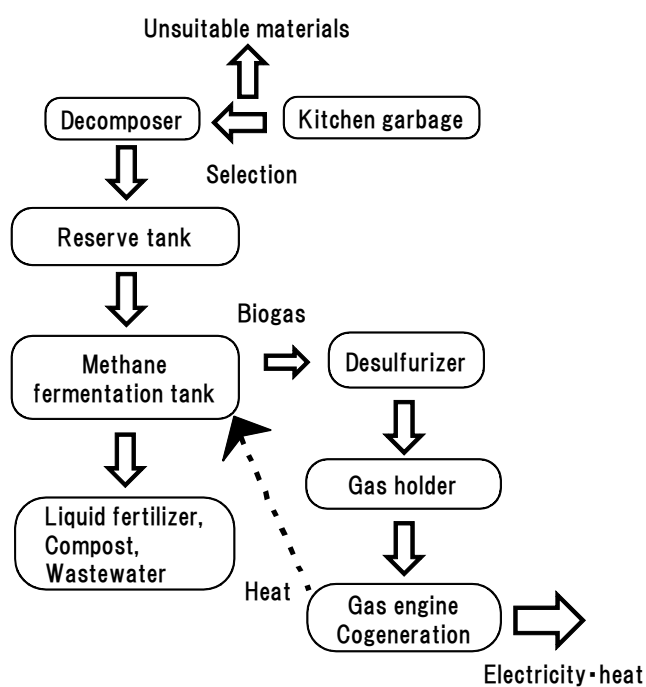 Unsuitable materials
Decomposer
Kitchen garbage
Selection
Reserve tank
Biogas
Methane
fermentation tank
Desulfurizer
Gas holder
Liquid fertilizer,
Compost,
Wastewater
Heat
Gas engine
Cogeneration
Electricity・heat